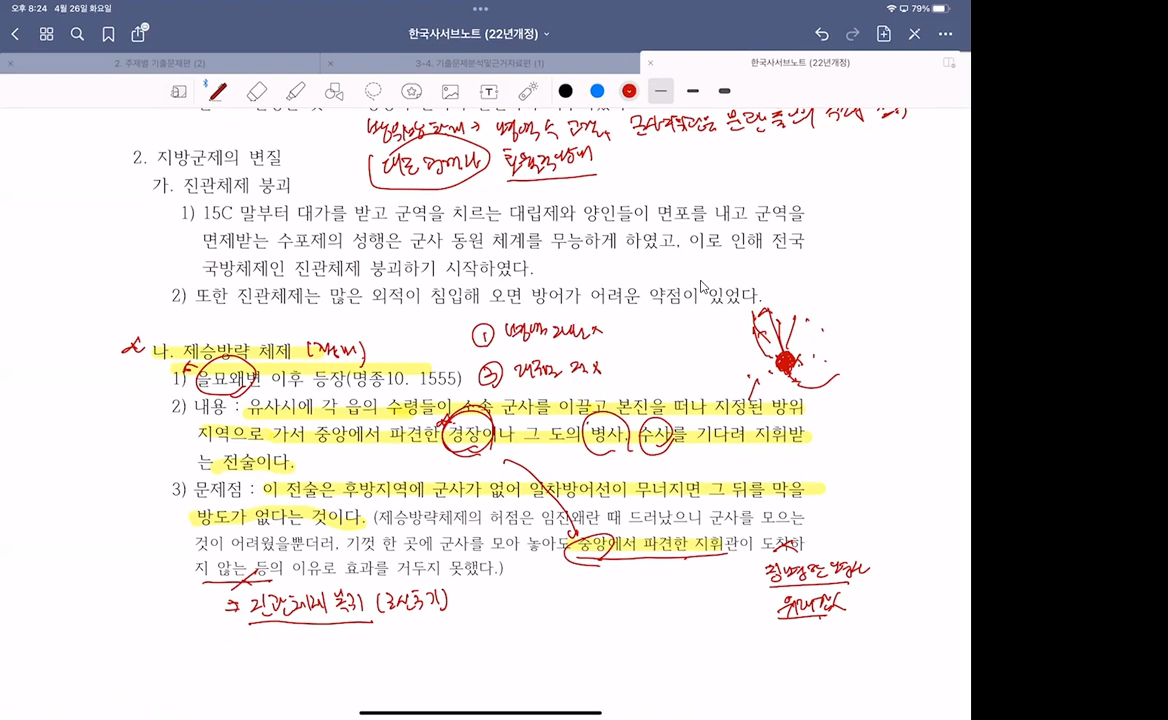 오후 8:24 4월 26일 화요일
79%
한국사서브노트 (22년개정)
2. 주제별 기출문제편 (2)
3-4. 기출문제분석및근거자료편 (1)
한국사서브노트 (22년개정)
2. 지방군제의 변질
가. 진관체제 붕괴
1) 15C 말부터 대가를 받고 군역을 치르는 대립제와 양인들이 면포를 내고 군역을
면제받는 수포제의 성행은 군사 동원 체계를 무능하게 하였고, 이로 인해 전국
국방체제인 진관체제 붕괴하기 시작하였다.
2) 또한 진관체제는 많은 외적이 침입해 오면 방어가 어려운 약점이 있었다.
①
나. 제승방략 체제
②
1) 을묘왜변 이후 등장(명종10. 1555)
2) 내용 : 유사시에 각 읍의 수령들이 소속 군사를 이끌고 본진을 떠나 지정된 방위
지역으로 가서 중앙에서 파견한 경장이나 그 도의 병사, 수사를 기다려 지휘받
는 전술이다.
3) 문제점 : 이 전술은 후방지역에 군사가 없어 일차방어선이 무너지면 그 뒤를 막을
방도가 없다는 것이다. (제승방략체제의 허점은 임진왜란 때 드러났으니 군사를 모으는
것이 어려웠을뿐더러, 기껏 한 곳에 군사를 모아 놓아도 중앙에서 파견한 지휘관이 도착하
지 않는 등의 이유로 효과를 거두지 못했다.)
⇒ 진관체제 복귀